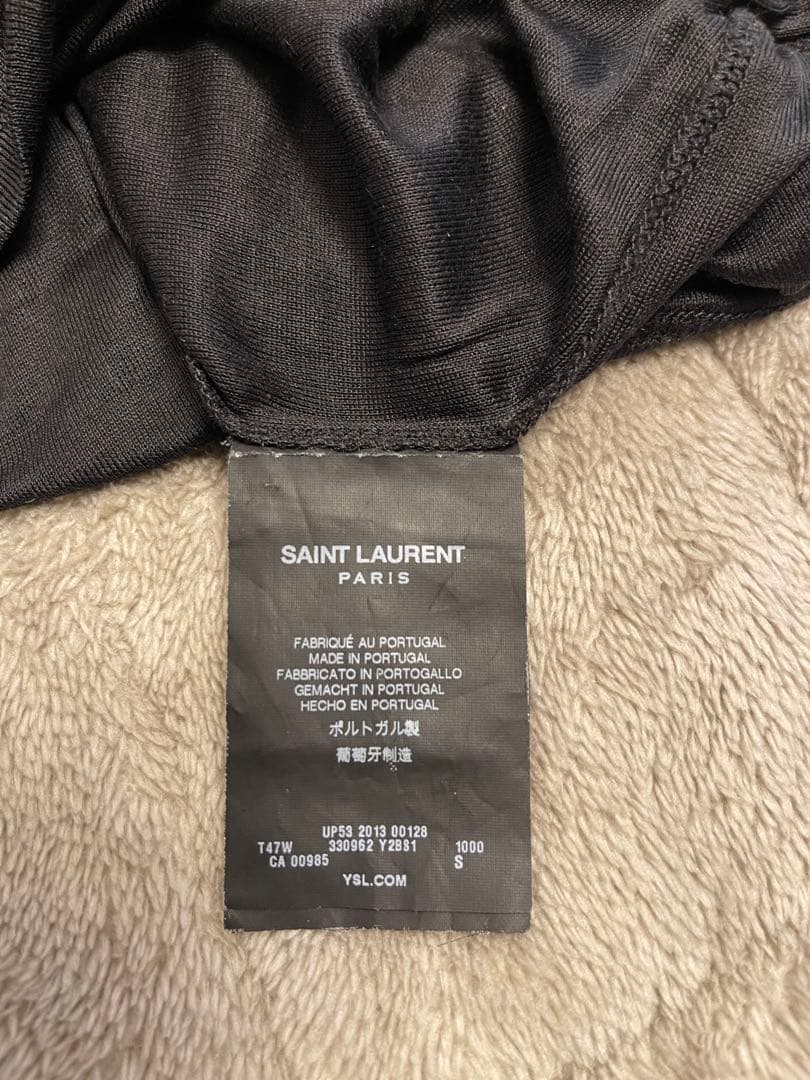 SAINT LAURENT
PARIS
FABRIQUÉ AU PORTUGAL
MADE IN PORTUGAL
FABBRICATO IN PORTOGALLO
GEMACHT IN PORTUGAL
HECHO EN PORTUGAL
ポルトガル製
葡萄牙制造
UP53 2013 00128
T47W 330962 Y2BS1 1000
CA 00985 S
YSL.COM